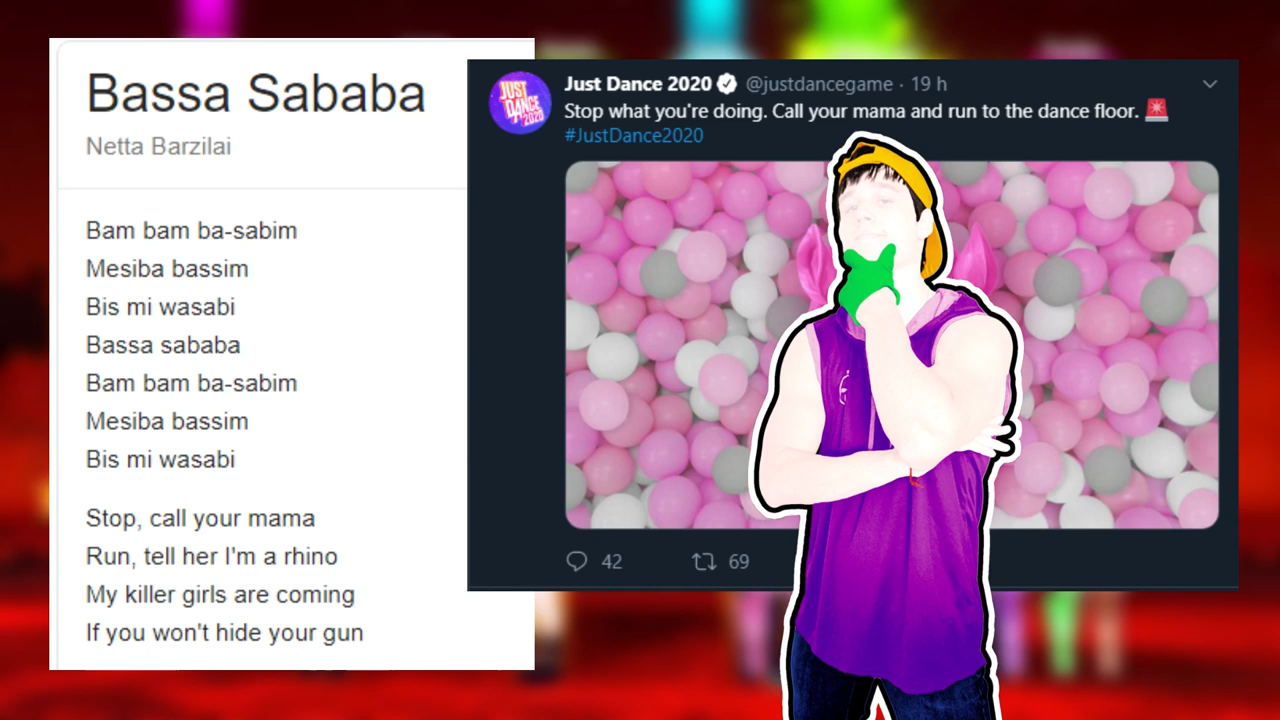 Bassa Sababa
Netta Barzilai
Bam bam ba-sabim
Mesiba bassim
Bis mi wasabi
Bassa sababa
Bam bam ba-sabim
Mesiba bassim
Bis mi wasabi
Stop, call your mama
Run, tell her I'm a rhino
My killer girls are coming
If you won't hide your gun
JUST
DANCE
2020
Just Dance 2020 @justdancegame · 19 h
Stop what you're doing. Call your mama and run to the dance floor. 🚨
#JustDance2020
42 69